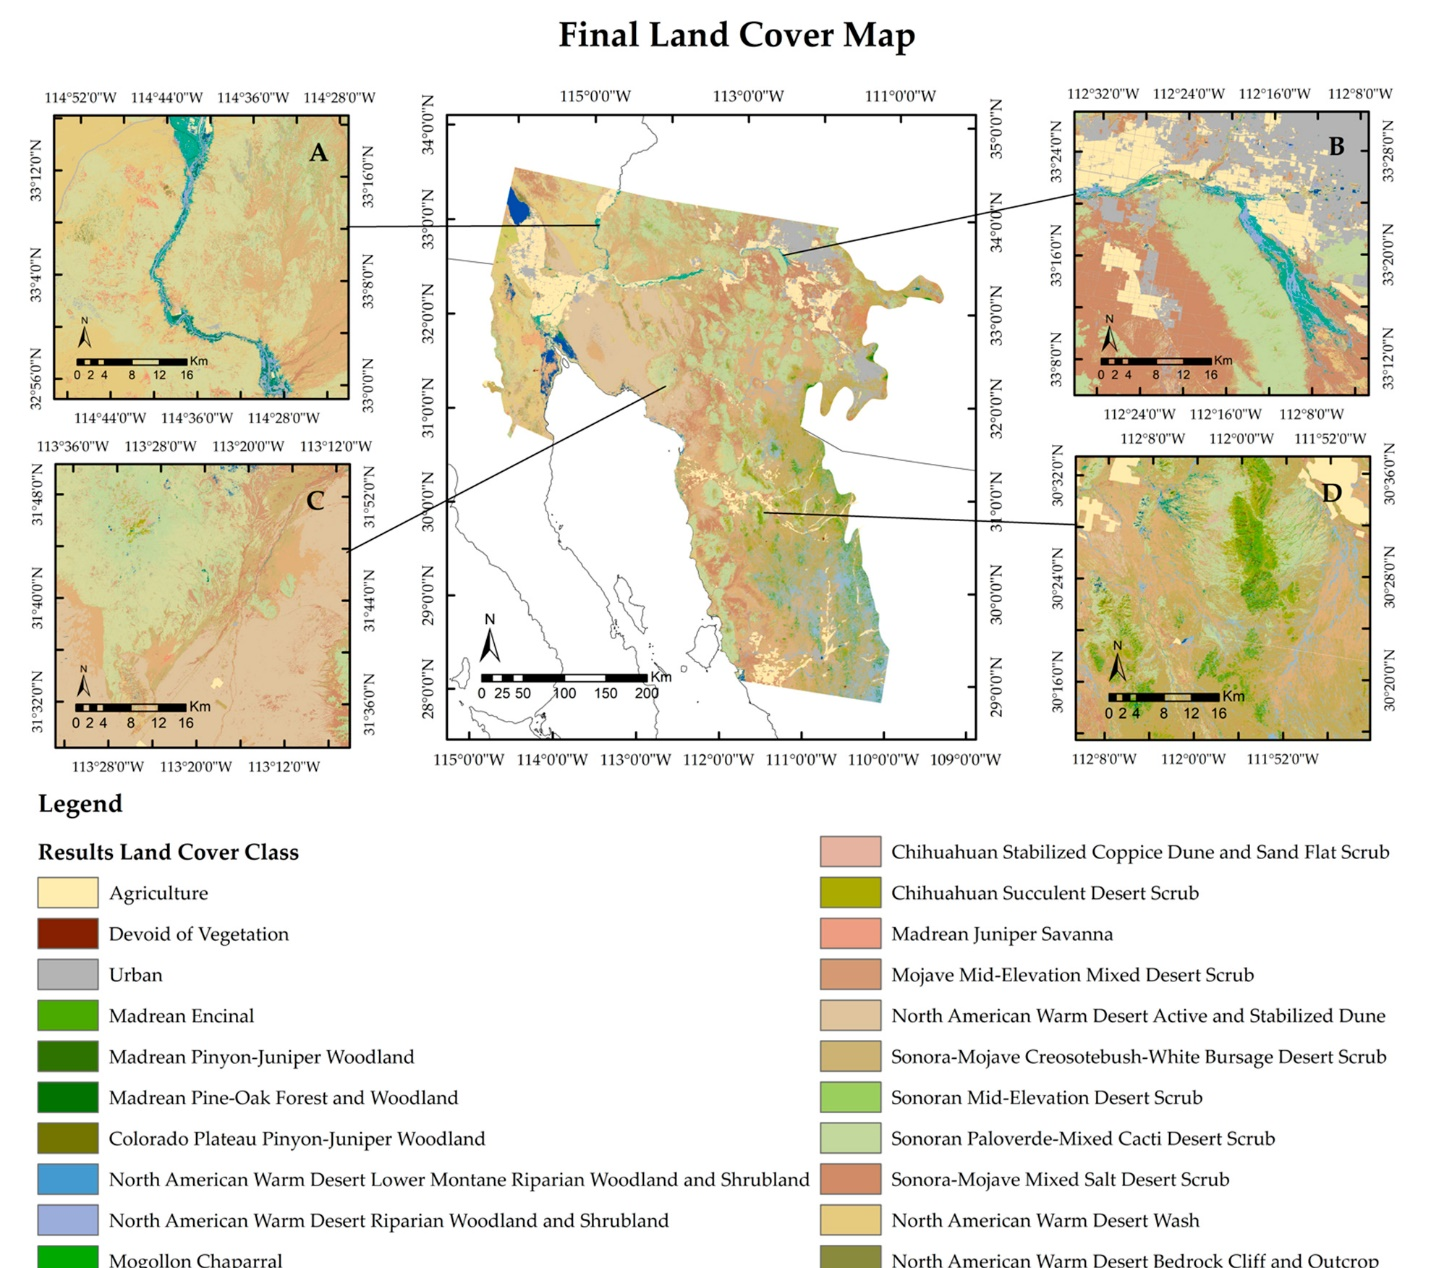 Final Land Cover Map
114°52'0"W 114°44'0"W 114°36'0"W 114°28'0"W
33°12'0"N
33°4'0"N
32°56'0"N
A
N
Km
0 2 4 8 12 16
33°16'0"N
33°8'0"N
33°0'0"N
114°44'0"W 114°36'0"W 114°28'0"W
113°36'0"W 113°28'0"W 113°20'0"W 113°12'0"W
31°48'0"N
31°40'0"N
31°32'0"N
C
N
Km
0 2 4 8 12 16
31°52'0"N
31°44'0"N
31°36'0"N
113°28'0"W 113°20'0"W 113°12'0"W
115°0'0"W 113°0'0"W 111°0'0"W
34°0'0"N
33°0'0"N
32°0'0"N
31°0'0"N
30°0'0"N
29°0'0"N
28°0'0"N
N
Km
0 25 50 100 150 200
35°0'0"N
34°0'0"N
33°0'0"N
32°0'0"N
31°0'0"N
30°0'0"N
29°0'0"N
115°0'0"W 114°0'0"W 113°0'0"W 112°0'0"W 111°0'0"W 110°0'0"W 109°0'0"W
112°32'0"W 112°24'0"W 112°16'0"W 112°8'0"W
33°24'0"N
33°16'0"N
33°8'0"N
B
N
Km
0 2 4 8 12 16
33°28'0"N
33°20'0"N
33°12'0"N
112°24'0"W 112°16'0"W 112°8'0"W
112°8'0"W 112°0'0"W 111°52'0"W
30°32'0"N
30°24'0"N
30°16'0"N
D
N
Km
0 2 4 8 12 16
30°36'0"N
30°28'0"N
30°20'0"N
112°8'0"W 112°0'0"W 111°52'0"W
Legend
Results Land Cover Class
Agriculture
Devoid of Vegetation
Urban
Madrean Encinal
Madrean Pinyon-Juniper Woodland
Madrean Pine-Oak Forest and Woodland
Colorado Plateau Pinyon-Juniper Woodland
North American Warm Desert Lower Montane Riparian Woodland and Shrubland
North American Warm Desert Riparian Woodland and Shrubland
Mogollon Chaparral
Chihuahuan Stabilized Coppice Dune and Sand Flat Scrub
Chihuahuan Succulent Desert Scrub
Madrean Juniper Savanna
Mojave Mid-Elevation Mixed Desert Scrub
North American Warm Desert Active and Stabilized Dune
Sonora-Mojave Creosotebush-White Bursage Desert Scrub
Sonoran Mid-Elevation Desert Scrub
Sonoran Paloverde-Mixed Cacti Desert Scrub
Sonora-Mojave Mixed Salt Desert Scrub
North American Warm Desert Wash
North American Warm Desert Bedrock Cliff and Outcrop